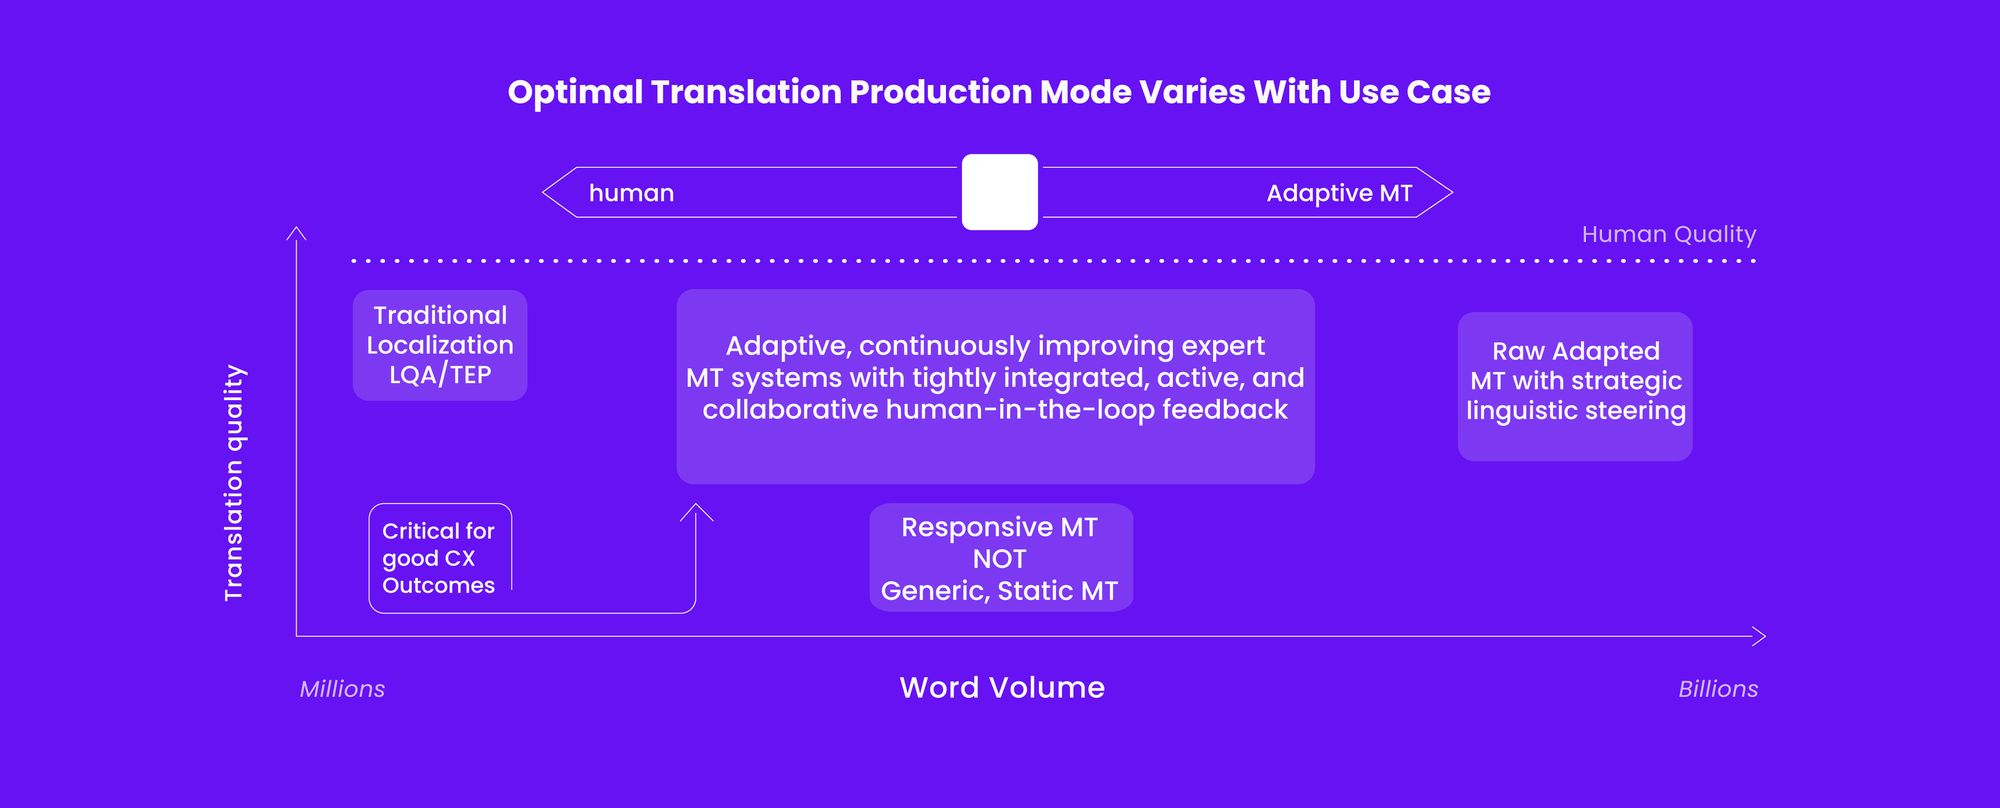 Optimal Translation Production Mode Varies With Use Case
human
Adaptive MT
Human Quality
Traditional
Localization
LQA/TEP
Adaptive, continuously improving expert
MT systems with tightly integrated, active, and
collaborative human-in-the-loop feedback
Raw Adapted
MT with strategic
linguistic steering
Translation quality
Critical for
good CX
Outcomes
Responsive MT
NOT
Generic, Static MT
Millions
Word Volume
Billions